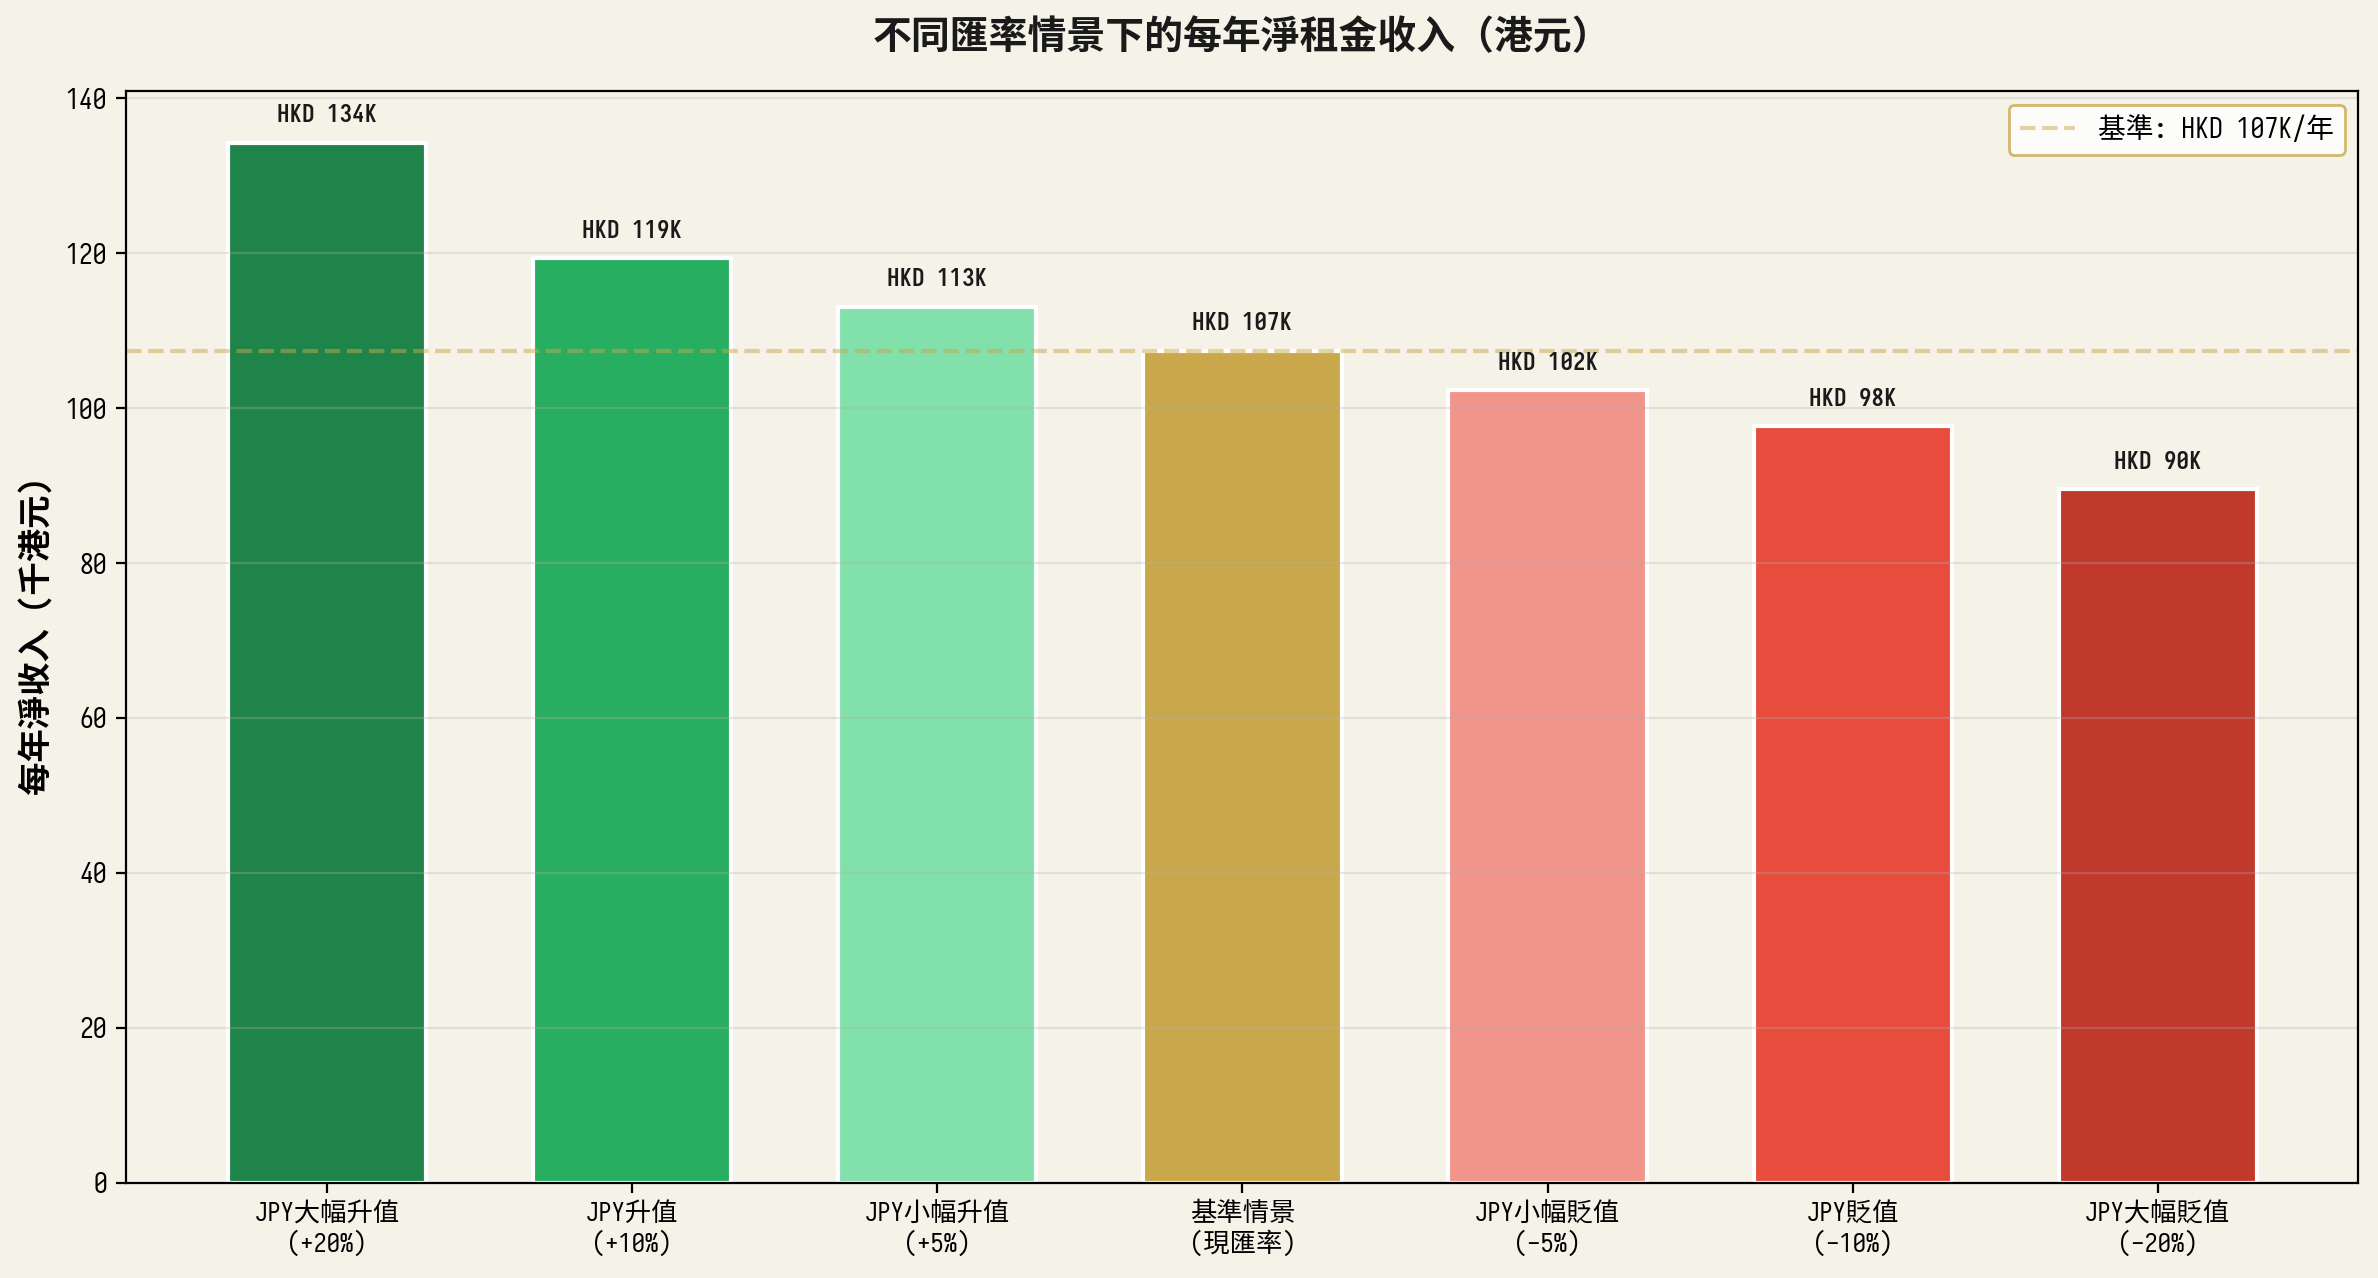 不同匯率情景下的每年淨租金收入（港元）
每年淨收入（千港元）
140
120
100
80
60
40
20
0
基準: HKD 107K/年
HKD 134K
HKD 119K
HKD 113K
HKD 107K
HKD 102K
HKD 98K
HKD 90K
JPY大幅升值
(+20%)
JPY升值
(+10%)
JPY小幅升值
(+5%)
基準情景
(現匯率)
JPY小幅貶值
(-5%)
JPY貶值
(-10%)
JPY大幅貶值
(-20%)